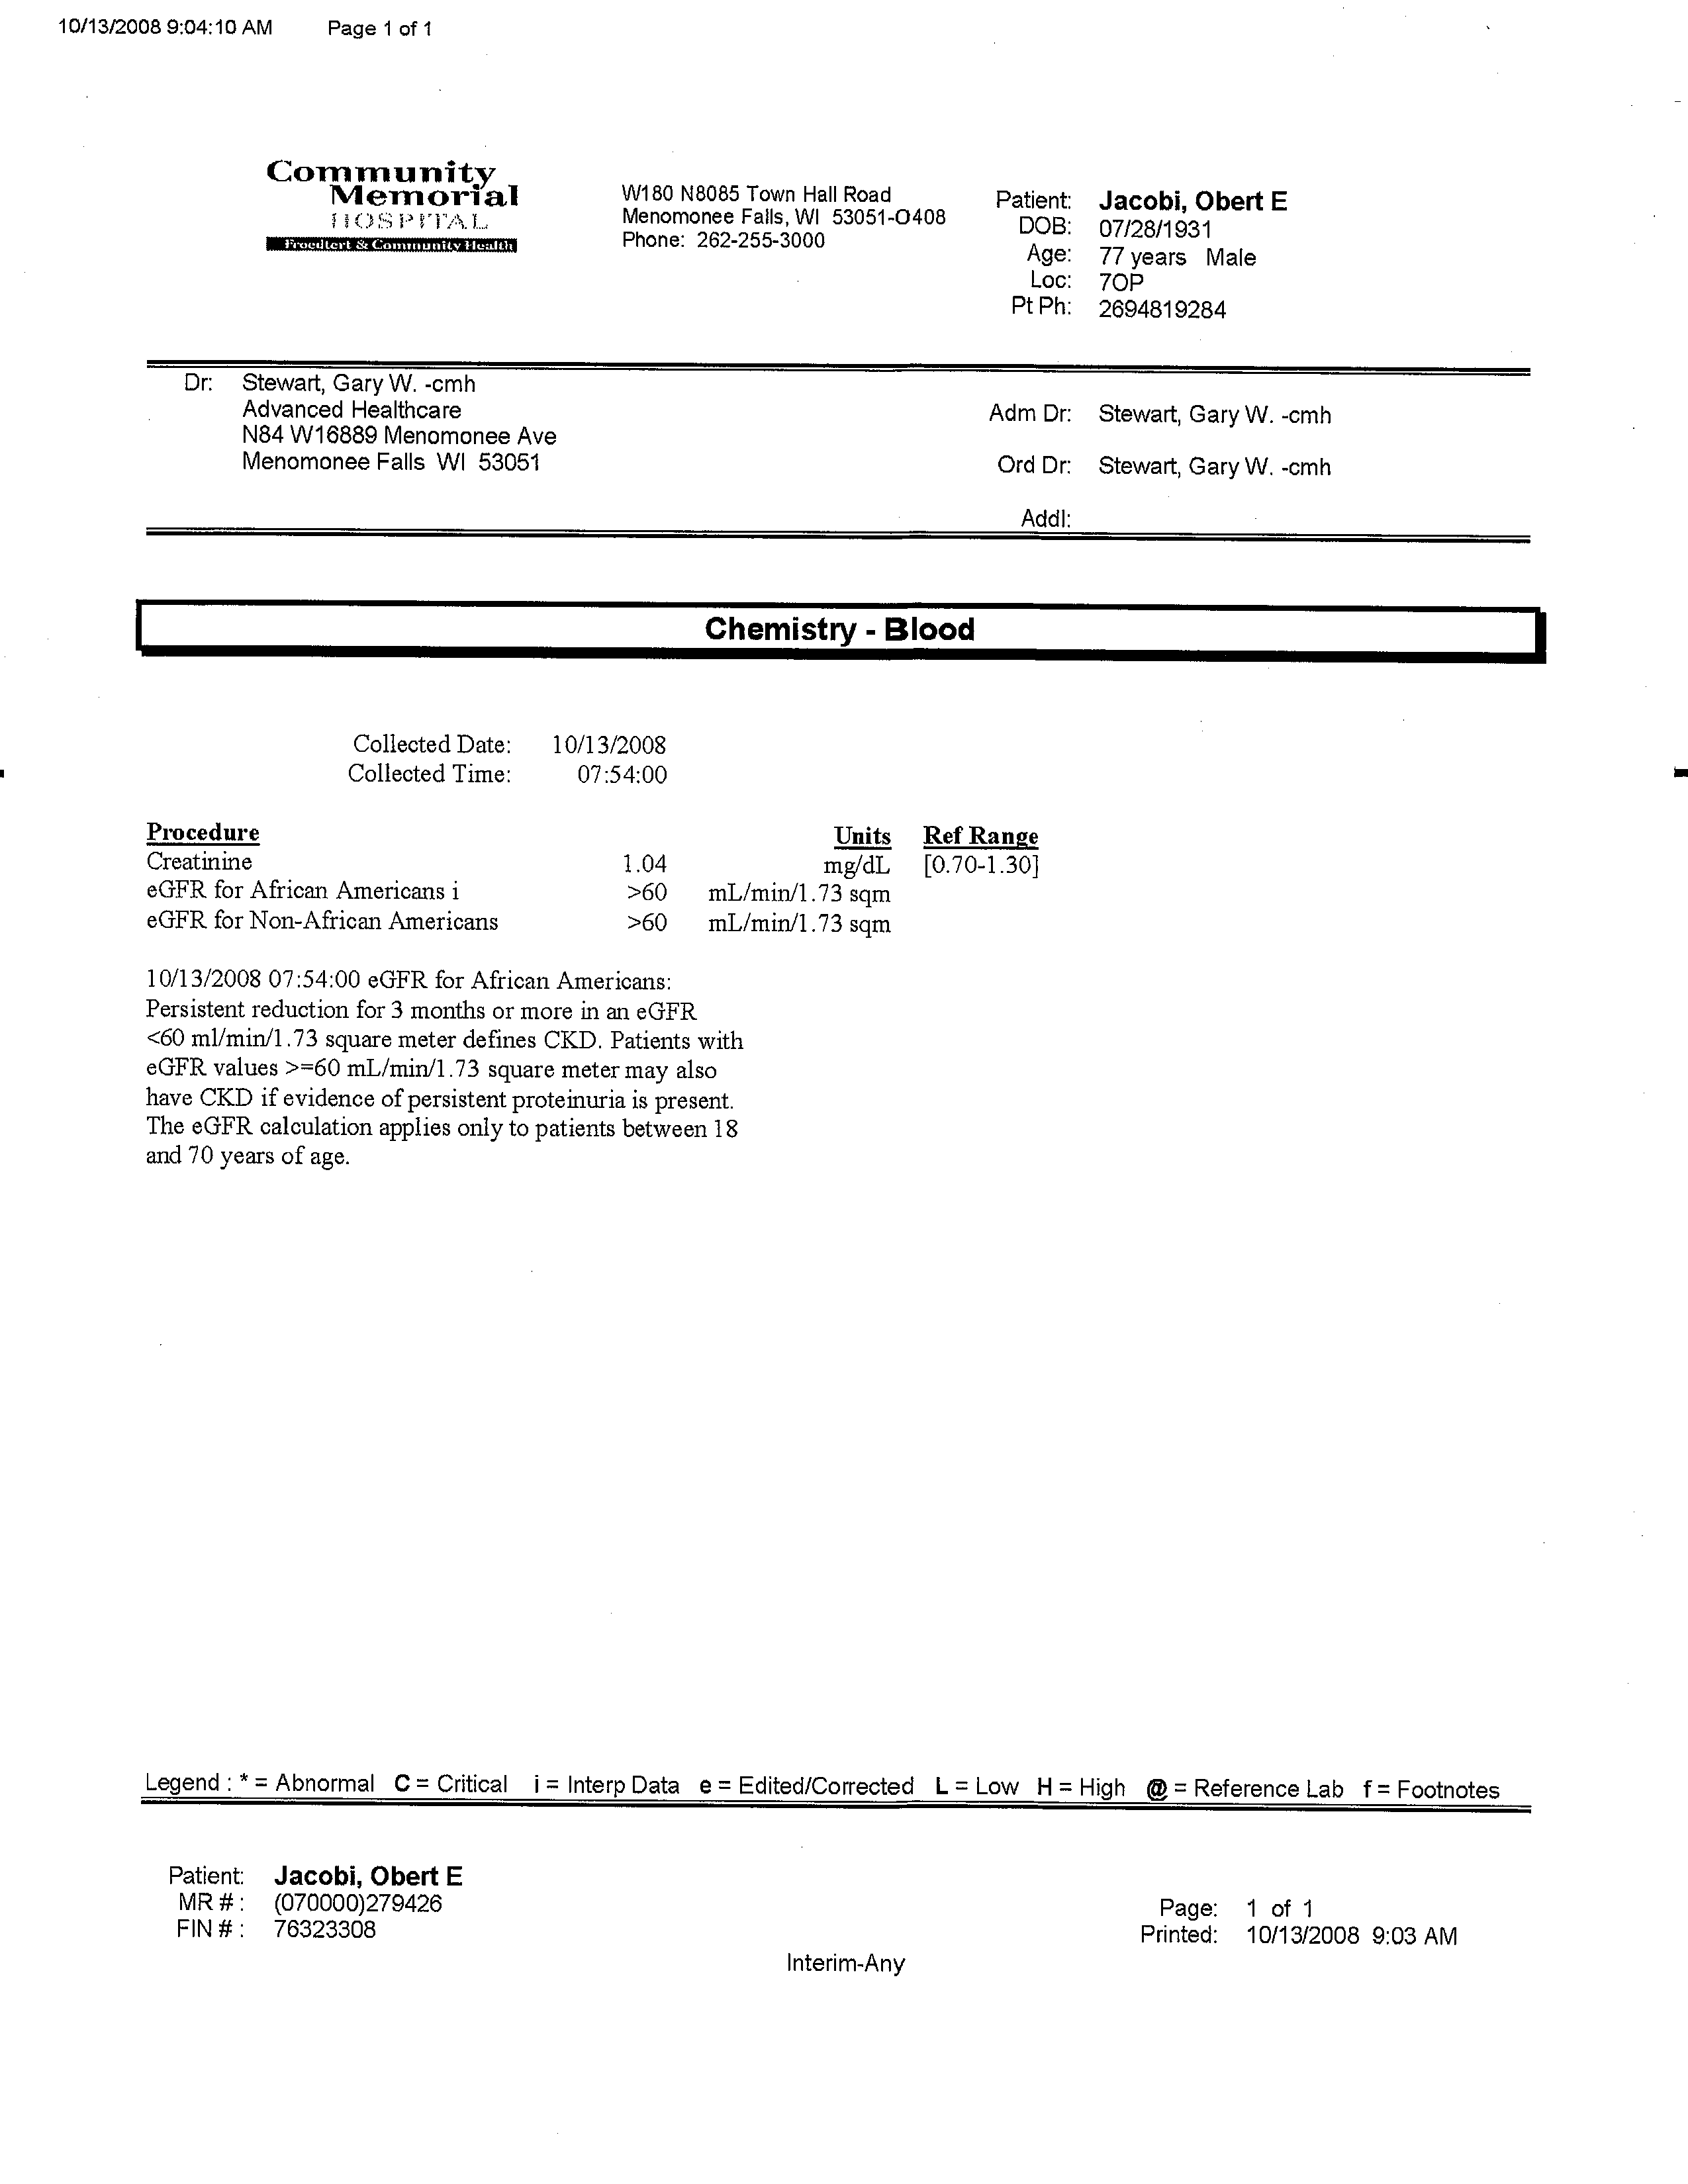 10/13/2008 9:04:10 AM Page 1 of 1
Community
Memorial
HOSPITAL
Froedtert & Community Health
W180 N8085 Town Hall Road
Menomonee Falls, WI 53051-O408
Phone: 262-255-3000
Patient: Jacobi, Obert E
DOB: 07/28/1931
Age: 77 years Male
Loc: 7OP
Pt Ph: 2694819284
Dr: Stewart, Gary W. -cmh
Advanced Healthcare
N84 W16889 Menomonee Ave
Menomonee Falls WI 53051
Adm Dr: Stewart, Gary W. -cmh
Ord Dr: Stewart, Gary W. -cmh
Addl:
Chemistry - Blood
Collected Date: 10/13/2008
Collected Time: 07:54:00
Procedure Units Ref Range
Creatinine 1.04 mg/dL [0.70-1.30]
eGFR for African Americans i >60 mL/min/1.73 sqm
eGFR for Non-African Americans >60 mL/min/1.73 sqm
10/13/2008 07:54:00 eGFR for African Americans:
Persistent reduction for 3 months or more in an eGFR
<60 ml/min/1.73 square meter defines CKD. Patients with
eGFR values >=60 mL/min/1.73 square meter may also
have CKD if evidence of persistent proteinuria is present.
The eGFR calculation applies only to patients between 18
and 70 years of age.
Legend : * = Abnormal C = Critical i = Interp Data e = Edited/Corrected L = Low H = High @ = Reference Lab f = Footnotes
Patient: Jacobi, Obert E
MR # : (070000)279426
FIN # : 76323308
Page: 1 of 1
Printed: 10/13/2008 9:03 AM
Interim-Any